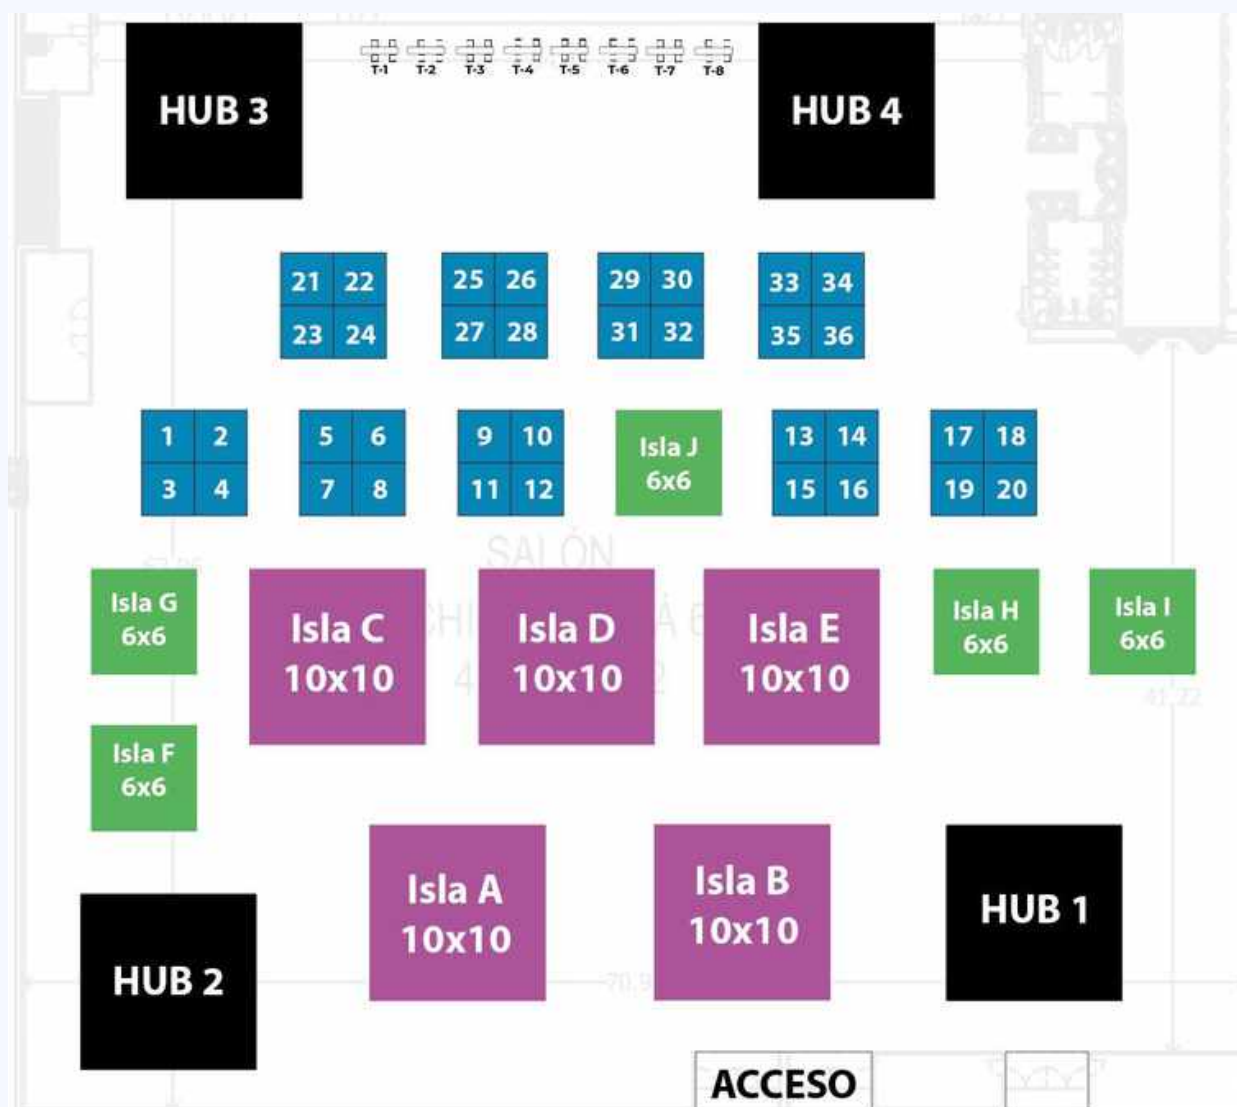 HUB 3
T-1 T-2 T-3 T-4 T-5 T-6 T-7 T-8
HUB 4
21 22 25 26 29 30 33 34
23 24 27 28 31 32 35 36
1 2 5 6 9 10
3 4 7 8 11 12
Isla J
6x6
13 14 17 18
15 16 19 20
SALÓN
Isla G
6x6
Isla C
10x10
Isla D
10x10
Isla E
10x10
Isla H
6x6
Isla I
6x6
41,22
Isla F
6x6
Isla A
10x10
Isla B
10x10
HUB 1
HUB 2
ACCESO